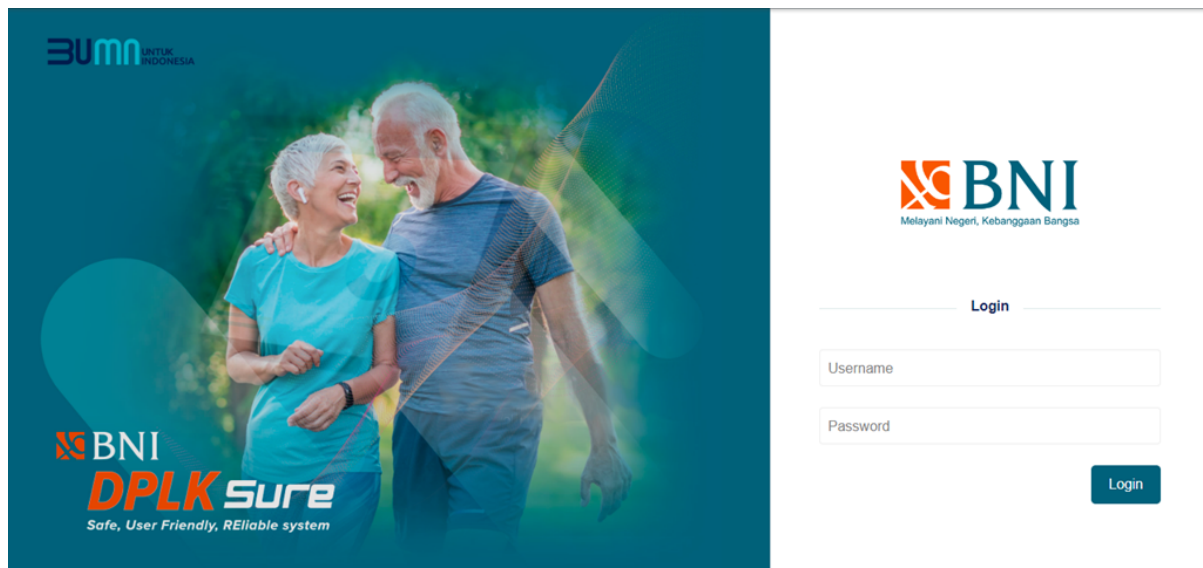 BUMN UNTUK
INDONESIA
BNI
DPLK Sure
Safe, User Friendly, REliable system
BNI
Melayani Negeri, Kebanggaan Bangsa
Login
Username
Password
Login